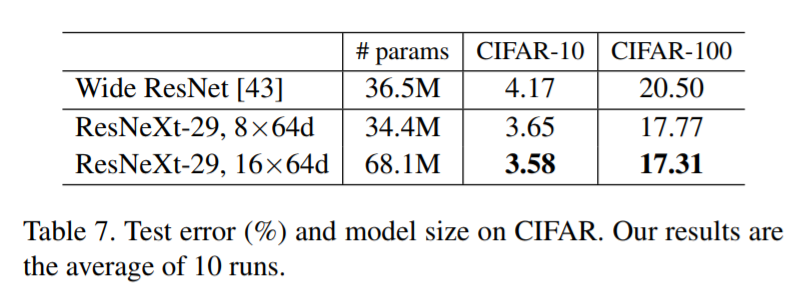 # params CIFAR-10 CIFAR-100
Wide ResNet [43] 36.5M 4.17 20.50
ResNeXt-29, 8×64d 34.4M 3.65 17.77
ResNeXt-29, 16×64d 68.1M 3.58 17.31
Table 7. Test error (%) and model size on CIFAR. Our results are
the average of 10 runs.